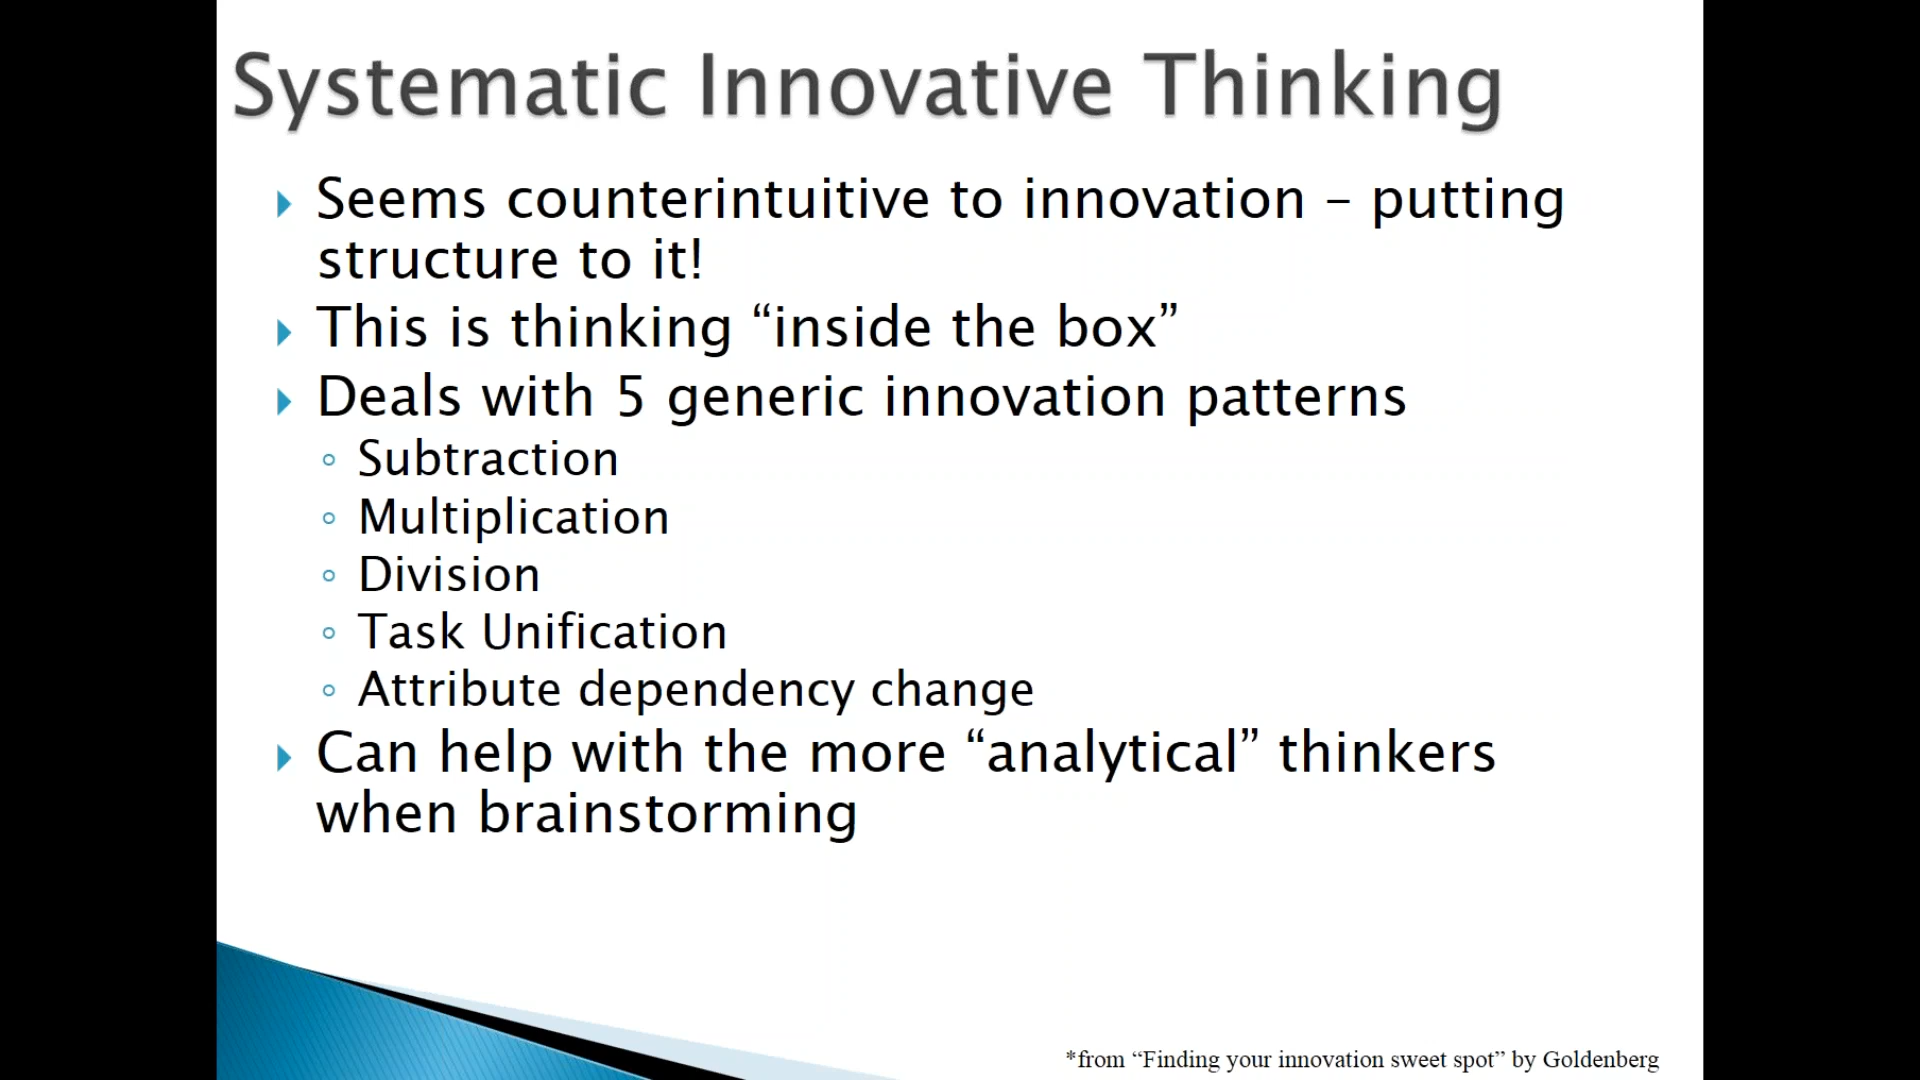 Systematic Innovative Thinking
Seems counterintuitive to innovation – putting
structure to it!
This is thinking “inside the box”
Deals with 5 generic innovation patterns
Subtraction
Multiplication
Division
Task Unification
Attribute dependency change
Can help with the more “analytical” thinkers
when brainstorming
*from “Finding your innovation sweet spot” by Goldenberg